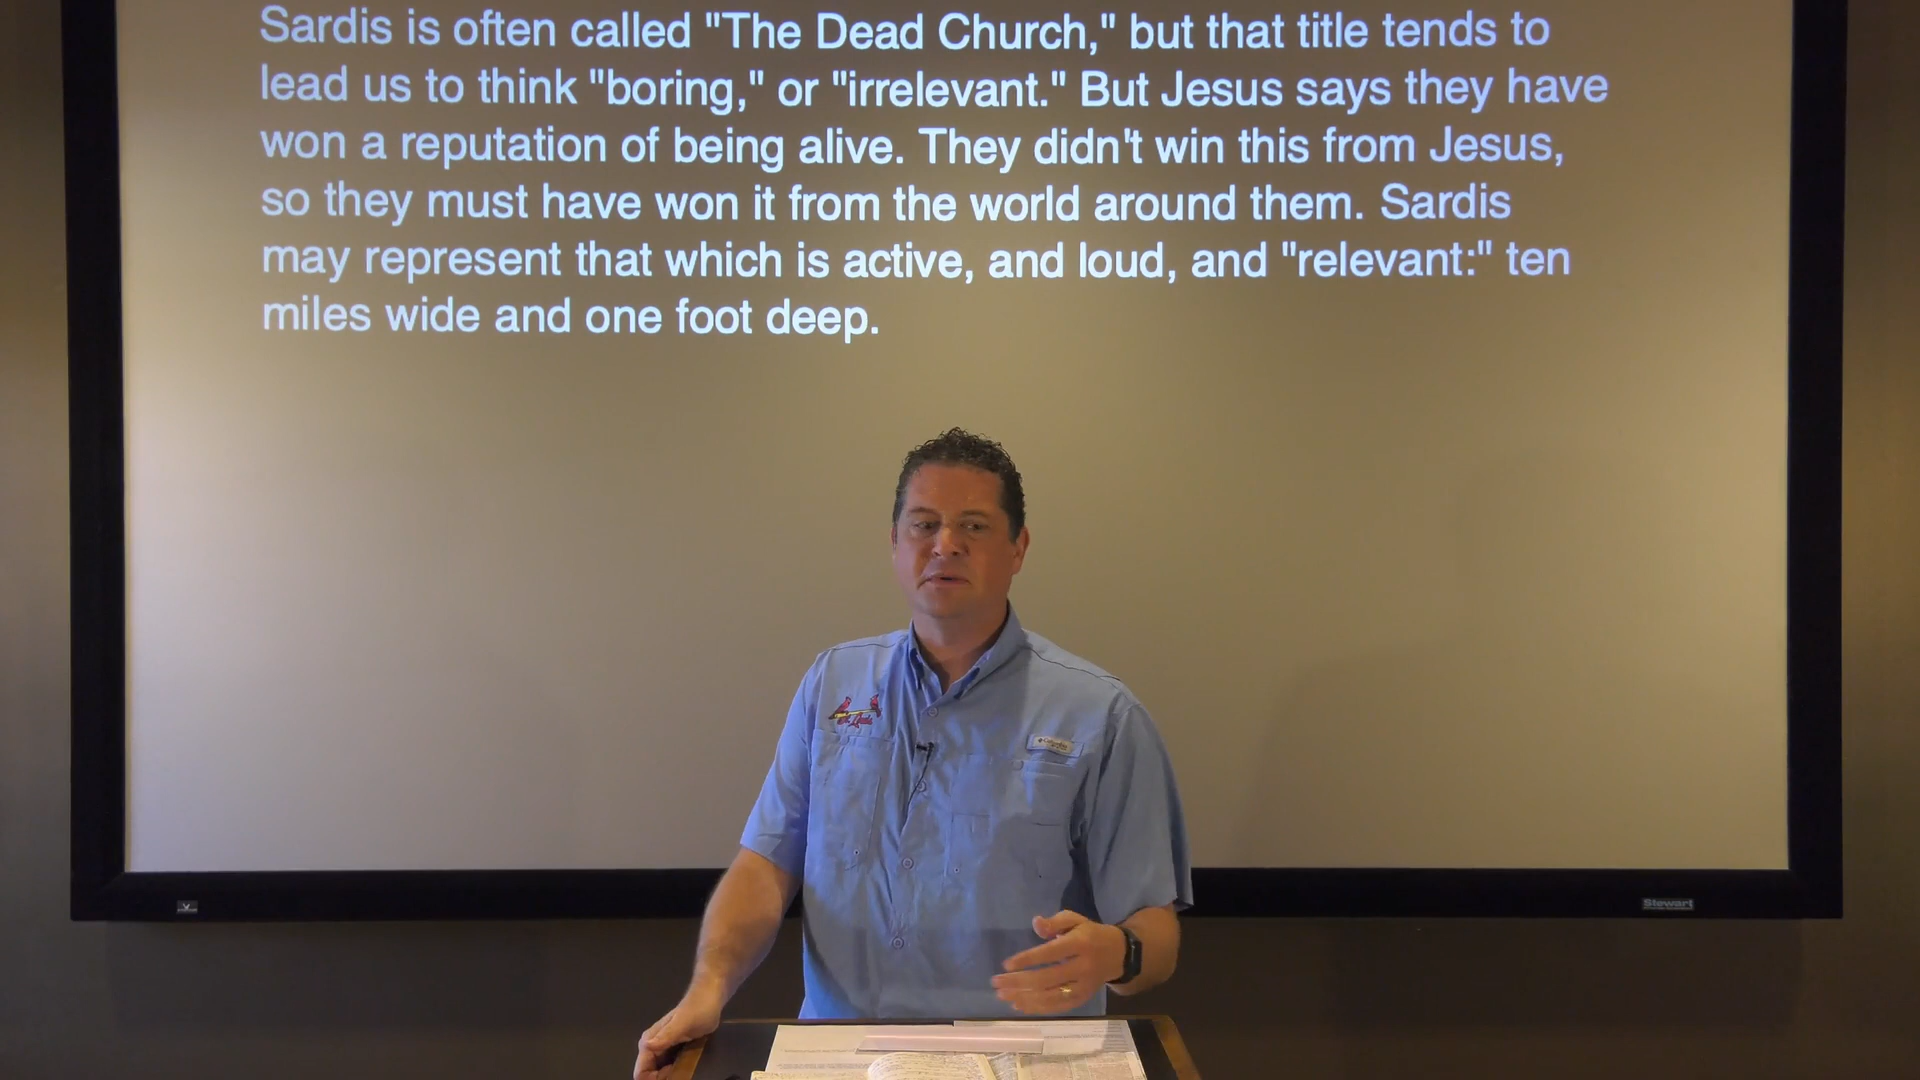 Sardis is often called "The Dead Church," but that title tends to
lead us to think "boring," or "irrelevant." But Jesus says they have
won a reputation of being alive. They didn't win this from Jesus,
so they must have won it from the world around them. Sardis
may represent that which is active, and loud, and "relevant:" ten
miles wide and one foot deep.
Columbia
Stewart